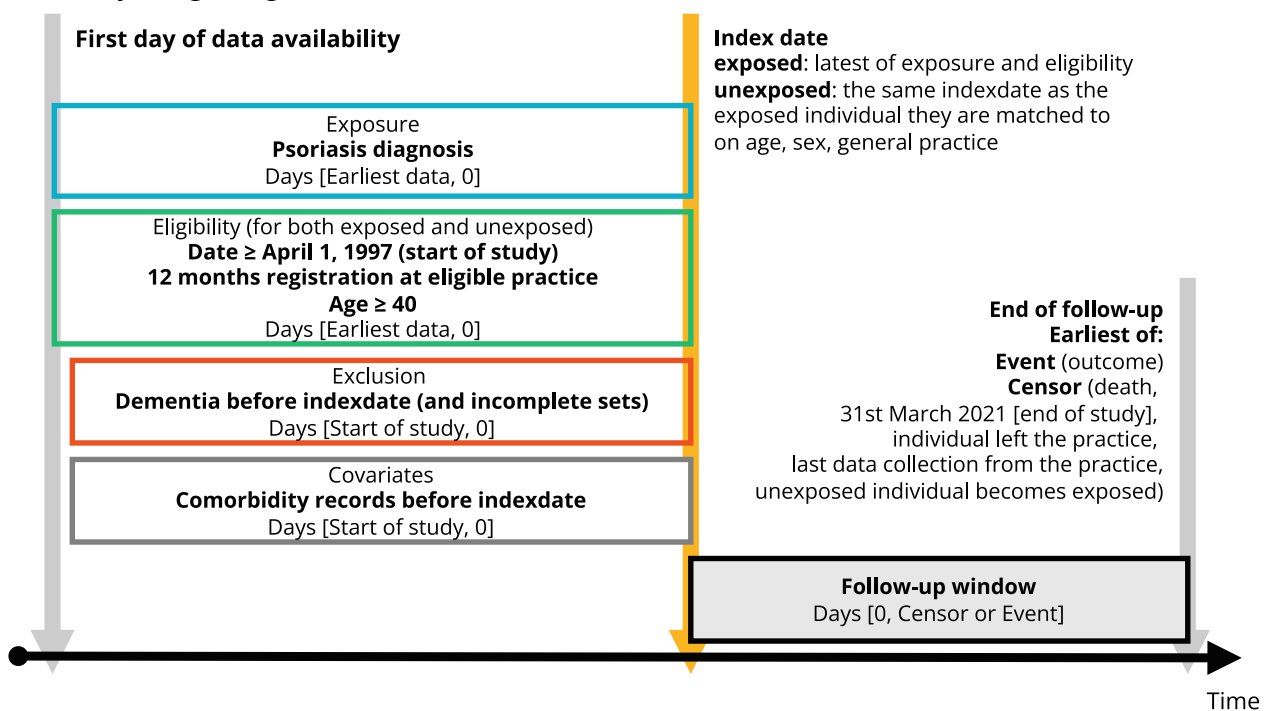 First day of data availability
Index date
exposed: latest of exposure and eligibility
unexposed: the same indexdate as the
exposed individual they are matched to
on age, sex, general practice
Exposure
Psoriasis diagnosis
Days [Earliest data, 0]
Eligibility (for both exposed and unexposed)
Date ≥ April 1, 1997 (start of study)
12 months registration at eligible practice
Age ≥ 40
Days [Earliest data, 0]
Exclusion
Dementia before indexdate (and incomplete sets)
Days [Start of study, 0]
Covariates
Comorbidity records before indexdate
Days [Start of study, 0]
End of follow-up
Earliest of:
Event (outcome)
Censor (death,
31st March 2021 [end of study],
individual left the practice,
last data collection from the practice,
unexposed individual becomes exposed)
Follow-up window
Days [0, Censor or Event]
Time